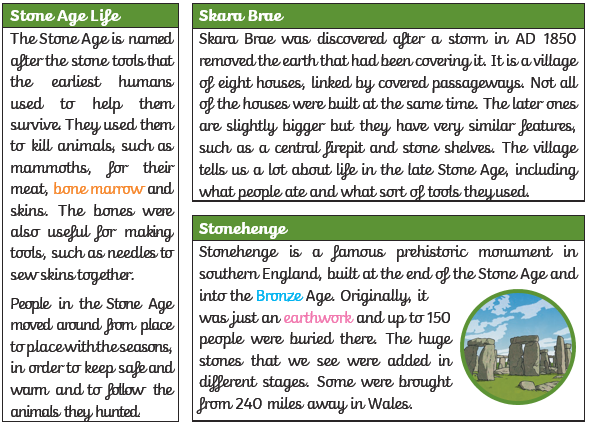 Stone Age Life
The Stone Age is named
after the stone tools that
the earliest humans
used to help them
survive. They used them
to kill animals, such as
mammoths, for their
meat, bone marrow and
skins. The bones were
also useful for making
tools, such as needles to
sew skins together.
People in the Stone Age
moved around from place
to place with the seasons,
in order to keep safe and
warm and to follow the
animals they hunted.
Skara Brae
Skara Brae was discovered after a storm in AD 1850
removed the earth that had been covering it. It is a village
of eight houses, linked by covered passageways. Not all
of the houses were built at the same time. The later ones
are slightly bigger but they have very similar features,
such as a central firepit and stone shelves. The village
tells us a lot about life in the late Stone Age, including
what people ate and what sort of tools they used.
Stonehenge
Stonehenge is a famous prehistoric monument in
southern England, built at the end of the Stone Age and
into the Bronze Age. Originally, it
was just an earthwork and up to 150
people were buried there. The huge
stones that we see were added in
different stages. Some were brought
from 240 miles away in Wales.